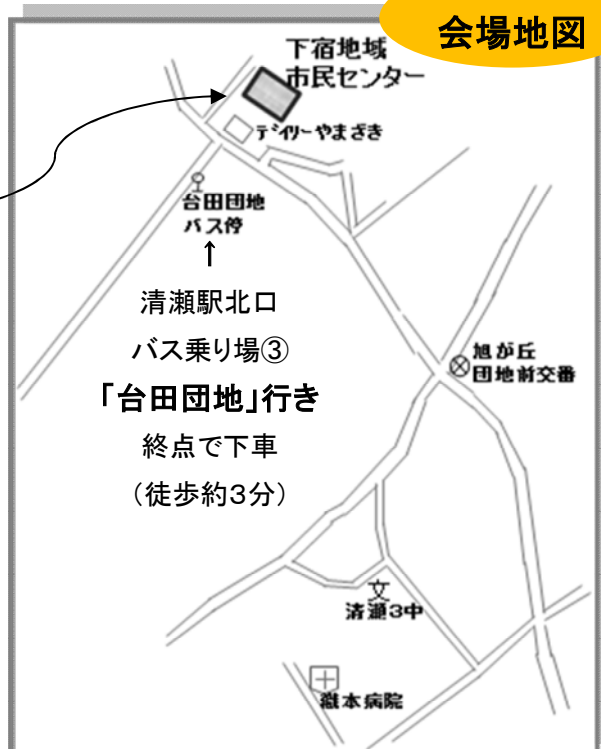 会場地図
下宿地域
市民センター
デイリーやまざき
台田団地
バス停
↑
清瀬駅北口
バス乗り場③
「台田団地」行き
終点で下車
（徒歩約3分）
旭が丘
団地前交番
文
清瀬3中
本病院